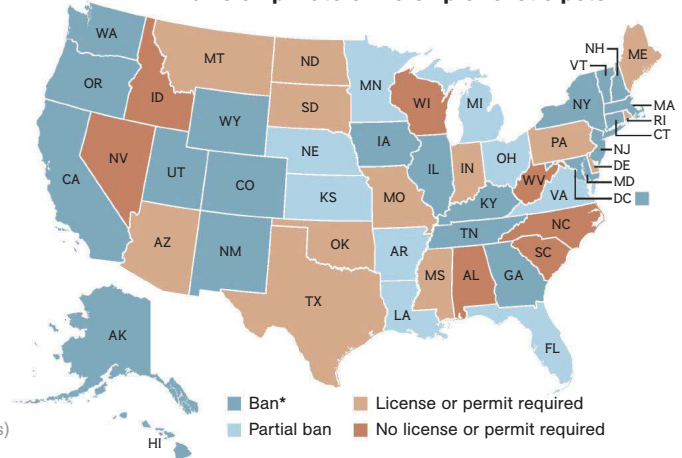 WA
NH
ME
MT
ND
VT
OR
MN
ID
SD
WI
MI
NY
MA
WY
RI
CT
IA
PA
NE
NJ
NV
OH
DE
UT
IL
IN
MD
CA
CO
WV
VA
DC
KS
MO
KY
NC
TN
AZ
OK
NM
AR
SC
MS
AL
GA
TX
LA
AK
FL
Ban*
License or permit required
Partial ban
No license or permit required
s)
HI